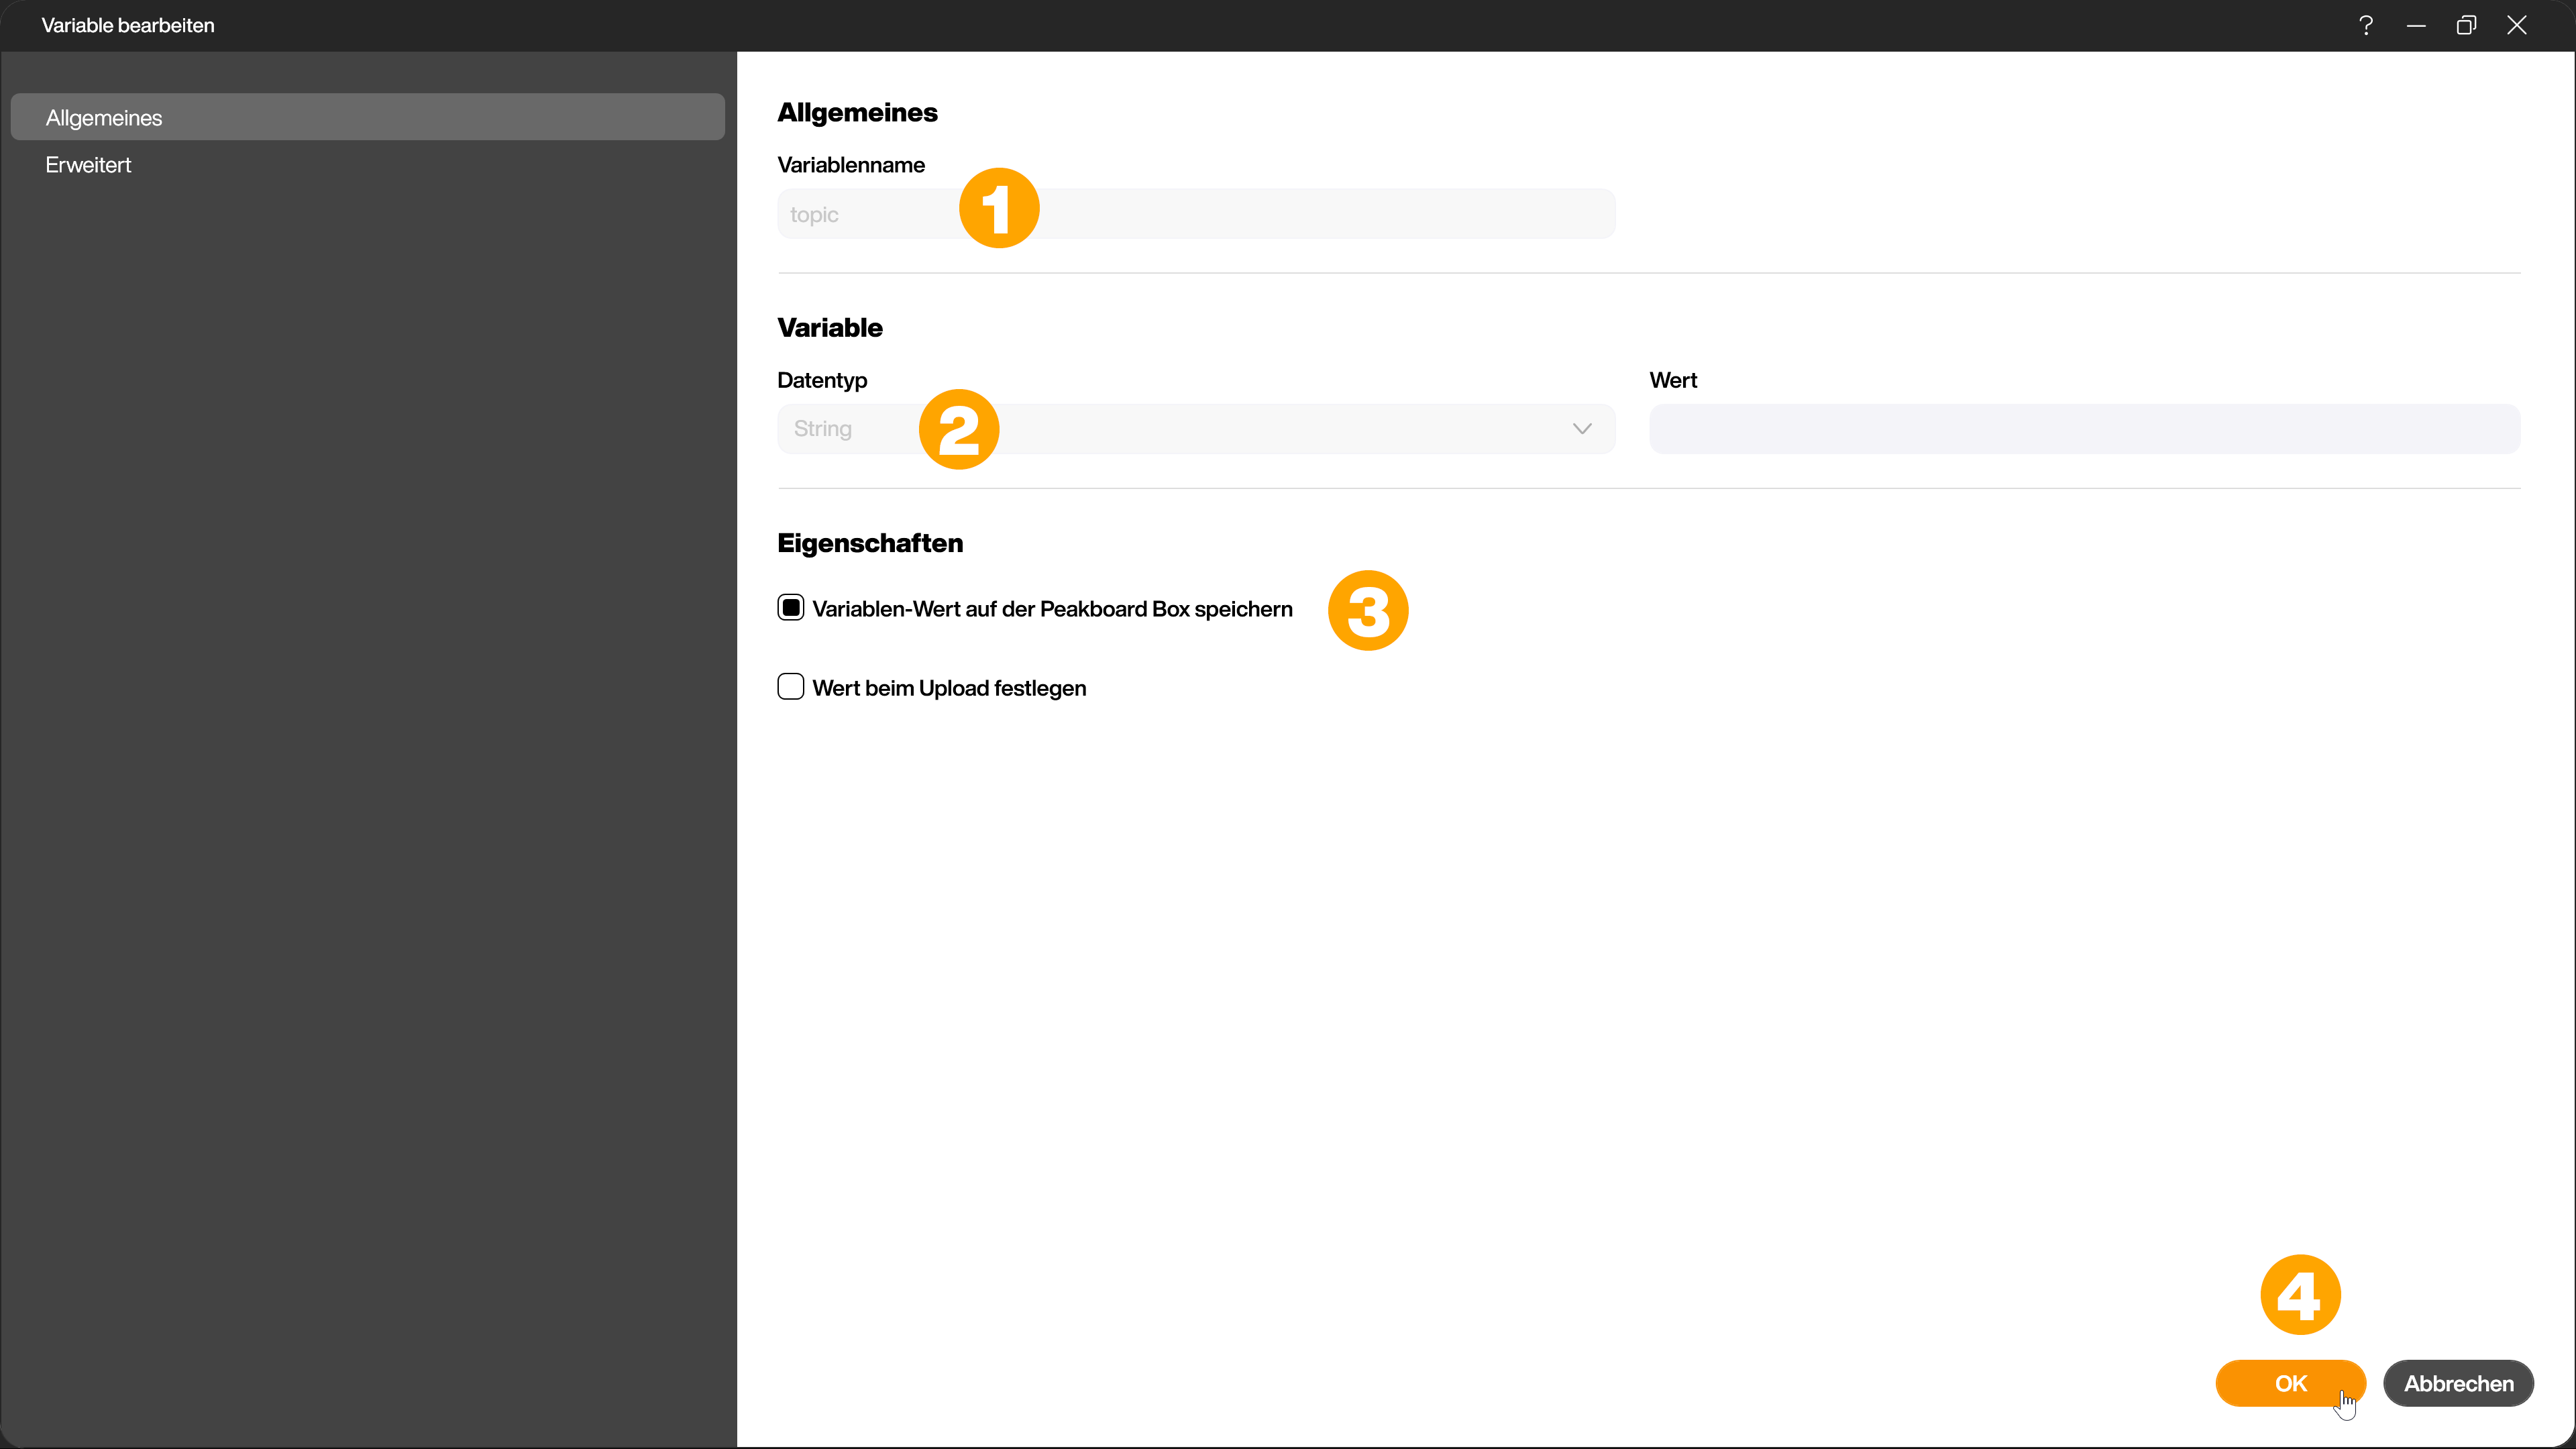 Variable bearbeiten
Allgemeines
Erweitert
Allgemeines
Variablenname
topic
1
Variable
Datentyp
Wert
String
2
Eigenschaften
Variablen-Wert auf der Peakboard Box speichern
3
Wert beim Upload festlegen
4
OK
Abbrechen